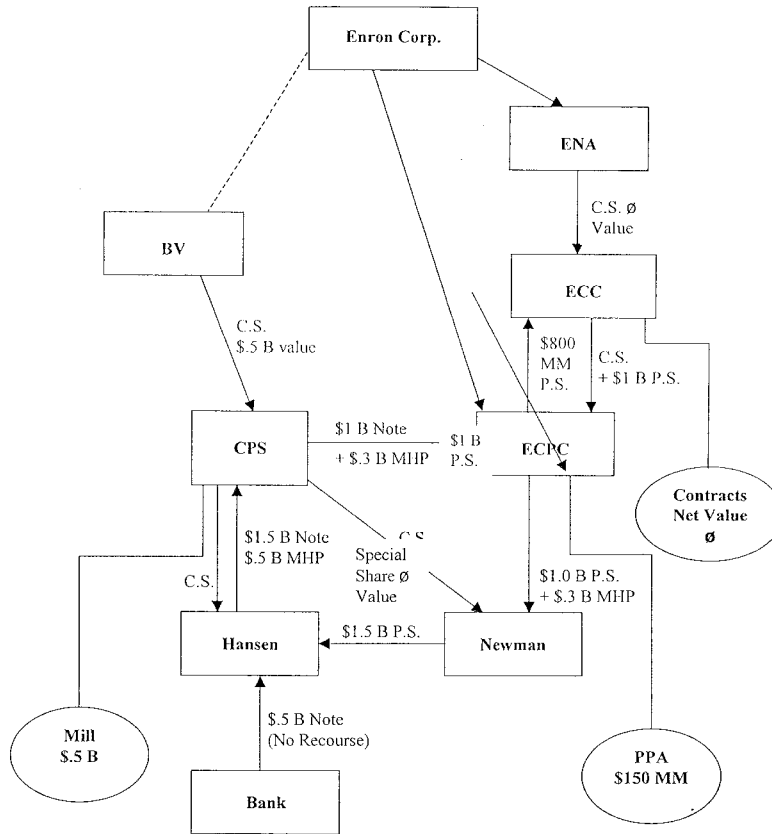 Enron Corp.
ENA
C.S. ø
Value
BV
ECC
C.S.
$.5 B value
$800
MM
P.S.
C.S.
+ $1 B P.S.
CPS
$1 B Note
+ $.3 B MHP
$1 B
P.S.
ECPC
Contracts
Net Value
ø
$1.5 B Note
$.5 B MHP
C.S.
C.S.
Special
Share ø
Value
$1.0 B P.S.
+ $.3 B MHP
Hansen
$1.5 B P.S.
Newman
Mill
$.5 B
$.5 B Note
(No Recourse)
PPA
$150 MM
Bank